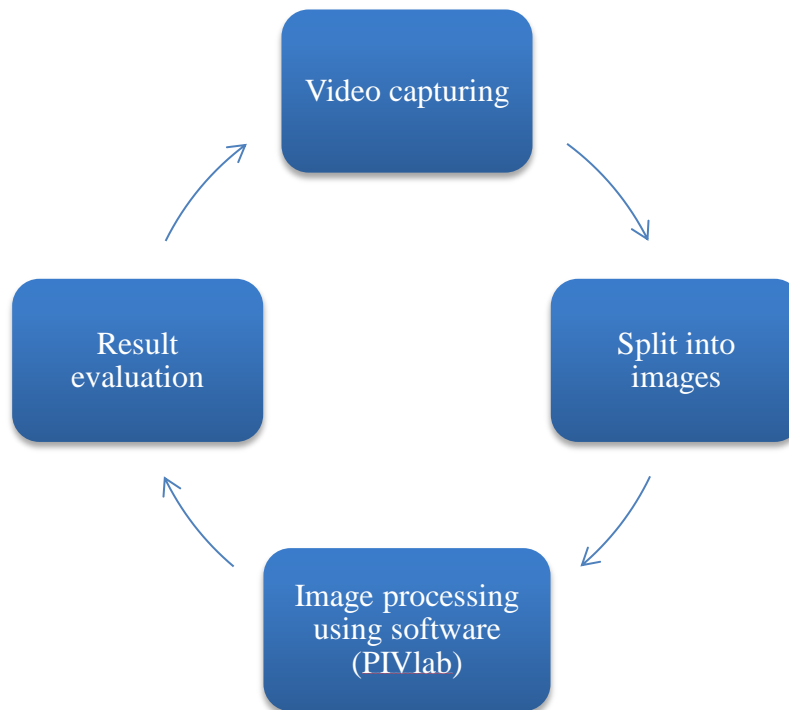 Video capturing
Split into
images
Image processing
using software
(PIVlab)
Result
evaluation